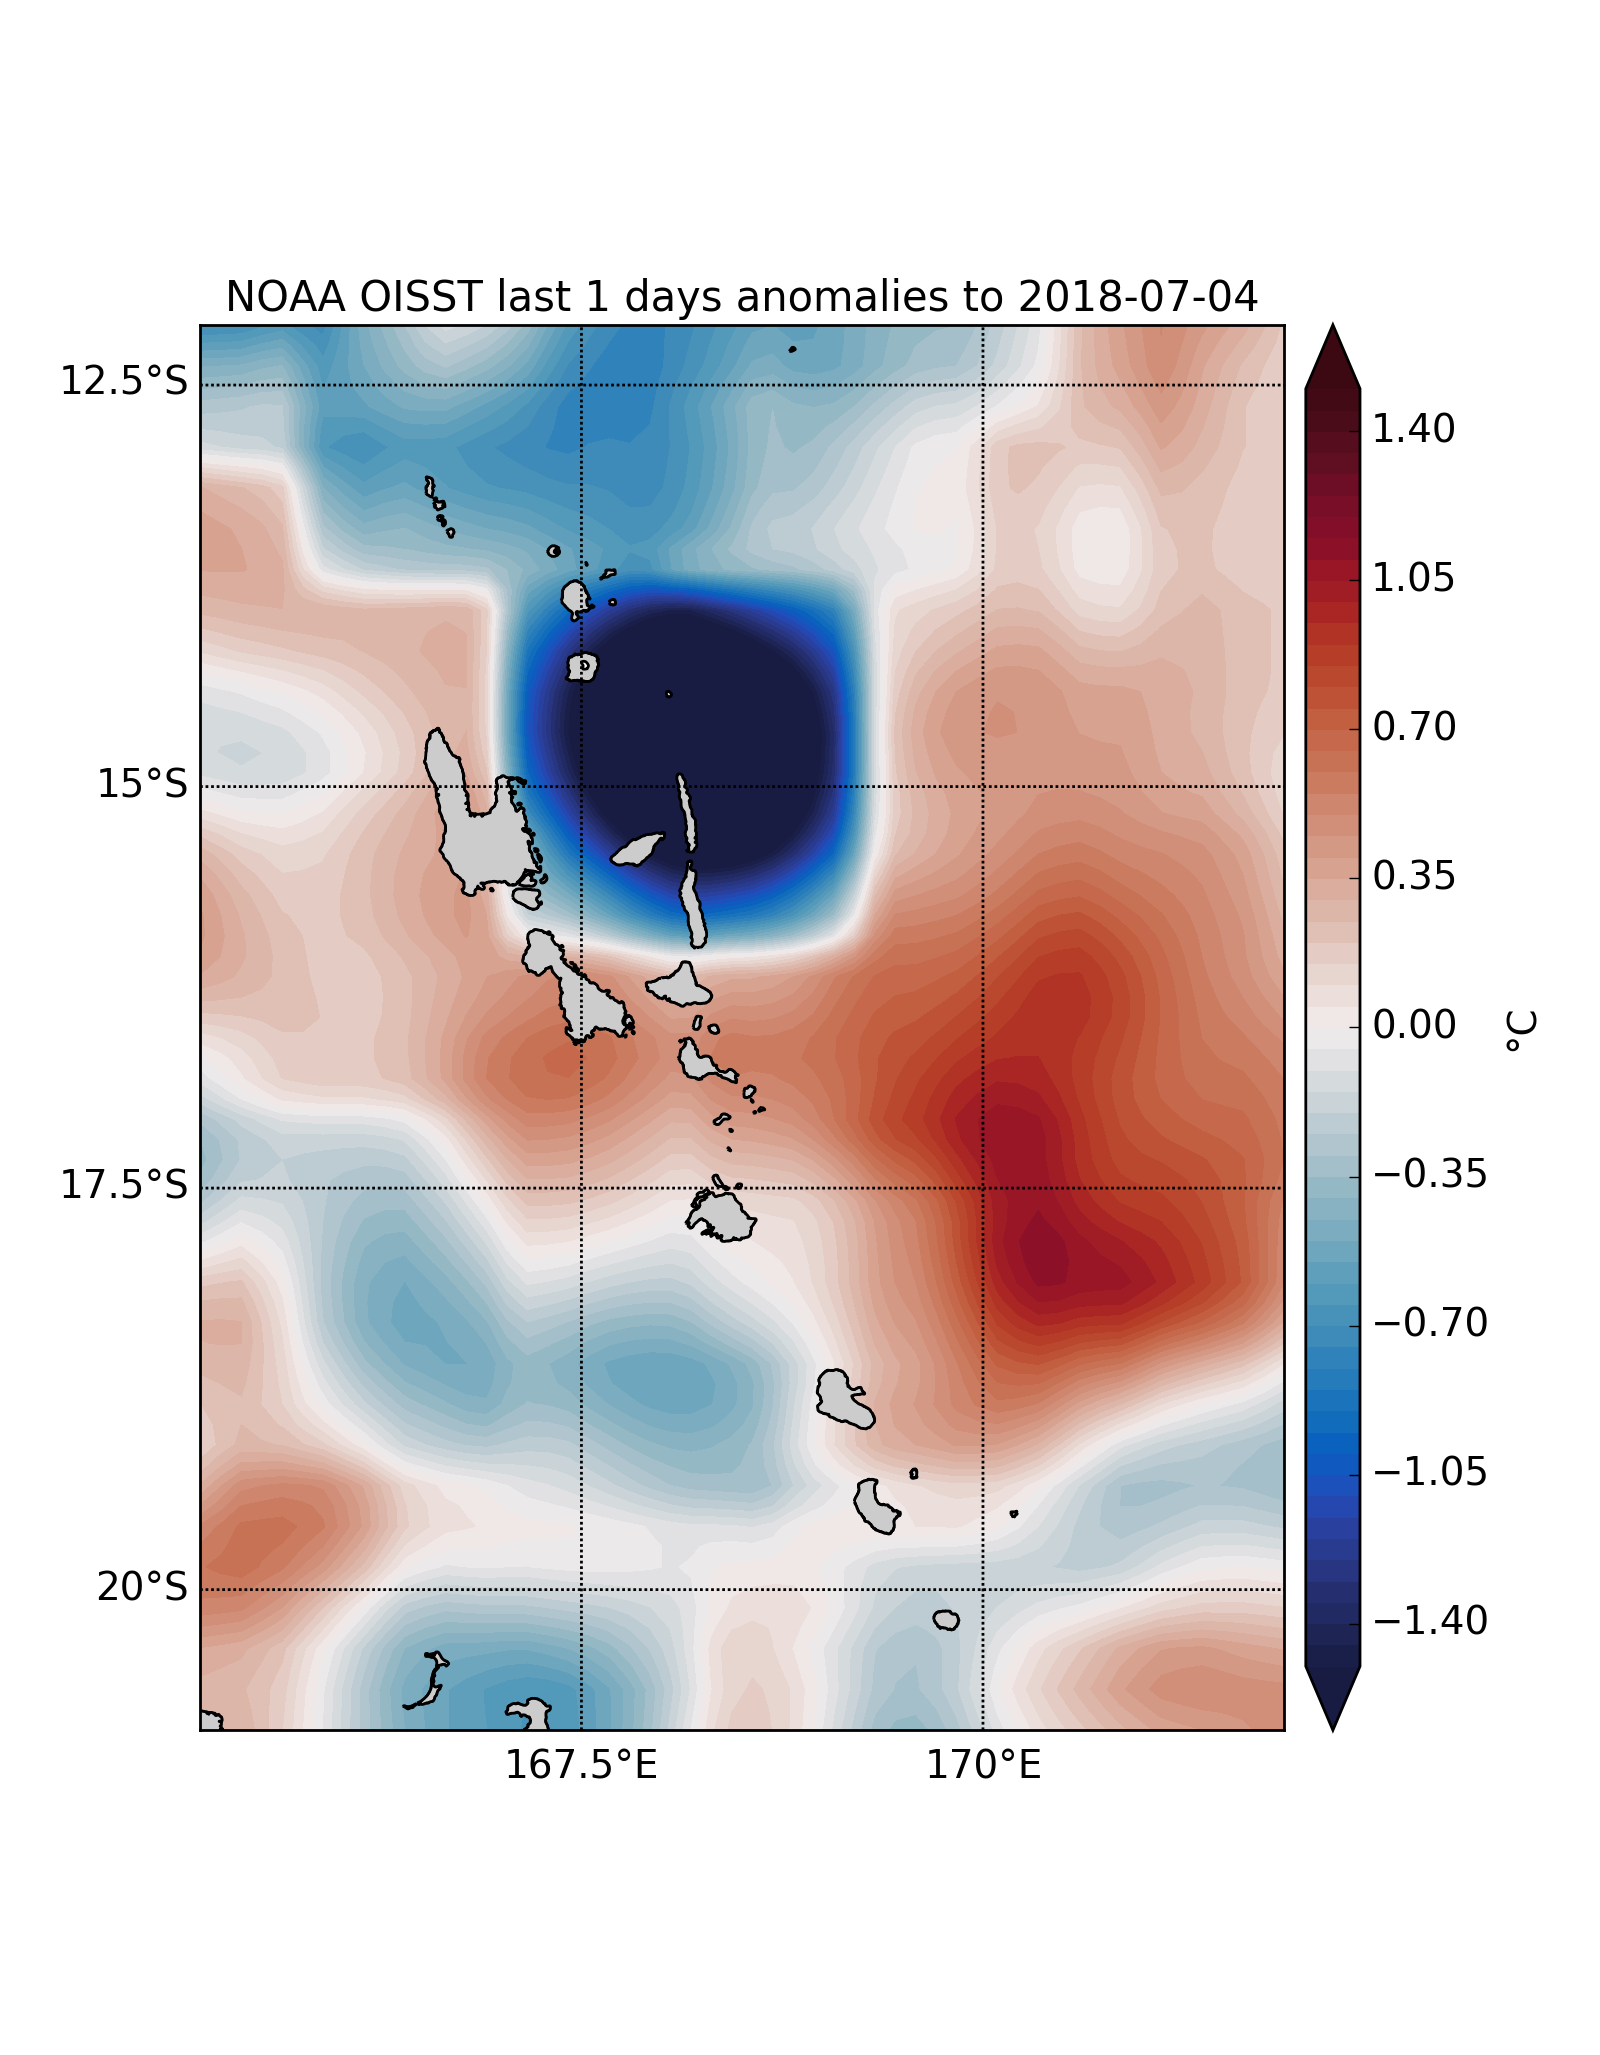 NOAA OISST last 1 days anomalies to 2018-07-04
12.5°S
15°S
17.5°S
20°S
167.5°E
170°E
1.40
1.05
0.70
0.35
0.00
−0.35
−0.70
−1.05
−1.40
°C